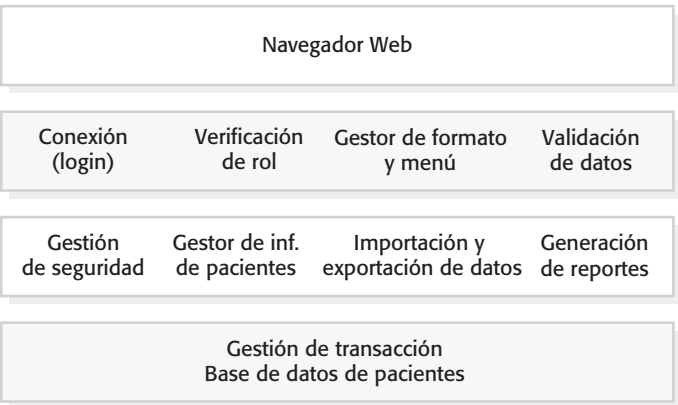 Navegador Web
Conexión
(login)
Verificación
de rol
Gestor de formato
y menú
Validación
de datos
Gestión
de seguridad
Gestor de inf.
de pacientes
Importación y
exportación de datos
Generación
de reportes
Gestión de transacción
Base de datos de pacientes